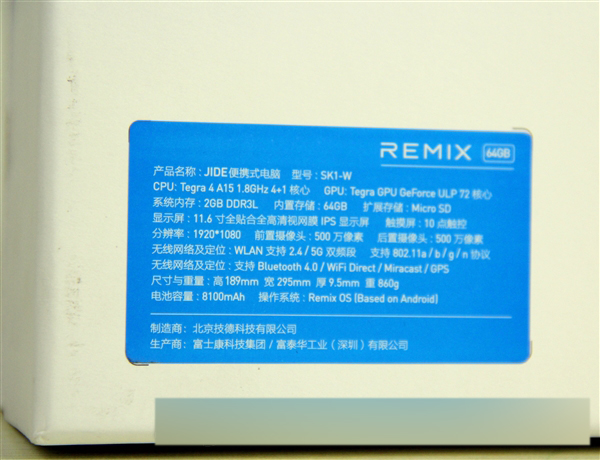 REMIX 64GB
产品名称：JIDE便携式电脑 型号：SK1-W
CPU: Tegra 4 A15 1.8GHz 4+1 核心 GPU: Tegra GPU GeForce ULP 72 核心
系统内存：2GB DDR3L 内置存储：64GB 扩展存储：Micro SD
显示屏：11.6 寸全贴合全高清视网膜 IPS 显示屏 触摸屏：10 点触控
分辨率：1920*1080 前置摄像头：500 万像素 后置摄像头：500 万像素
无线网络及定位：WLAN 支持 2.4 / 5G 双频段 支持 802.11a / b / g / n 协议
无线网络及定位：支持 Bluetooth 4.0 / WiFi Direct / Miracast / GPS
尺寸与重量：高 189mm 宽 295mm 厚 9.5mm 重 860g
电池容量：8100mAh 操作系统：Remix OS (Based on Android)
制造商：北京技德科技有限公司
生产商：富士康科技集团 / 富泰华工业（深圳）有限公司